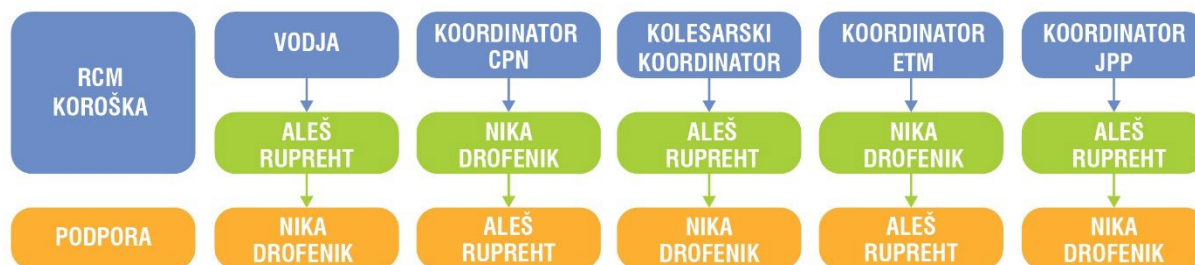 RCM
KOROŠKA
VODJA
KOORDINATOR
CPN
KOLESARSKI
KOORDINATOR
KOORDINATOR
ETM
KOORDINATOR
JPP
ALEŠ
RUPREHT
NIKA
DROFENIK
ALEŠ
RUPREHT
NIKA
DROFENIK
ALEŠ
RUPREHT
PODPORA
NIKA
DROFENIK
ALEŠ
RUPREHT
NIKA
DROFENIK
ALEŠ
RUPREHT
NIKA
DROFENIK